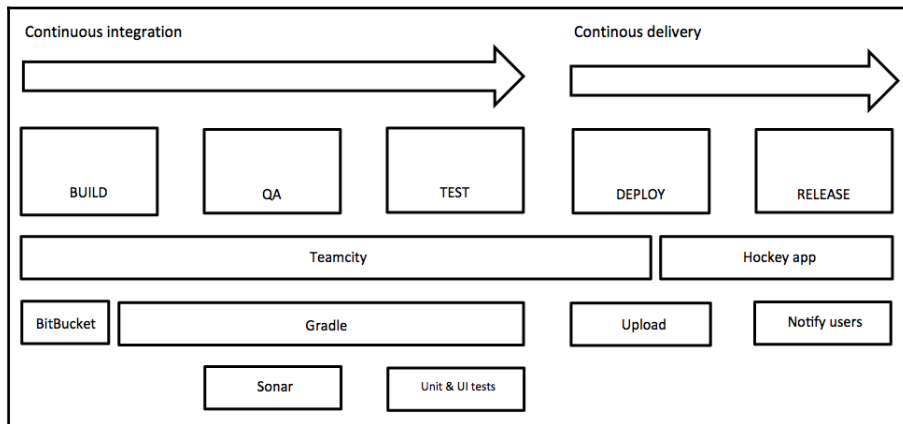 Continuous integration
Continous delivery
BUILD
QA
TEST
DEPLOY
RELEASE
Teamcity
Hockey app
BitBucket
Gradle
Upload
Notify users
Sonar
Unit & UI tests